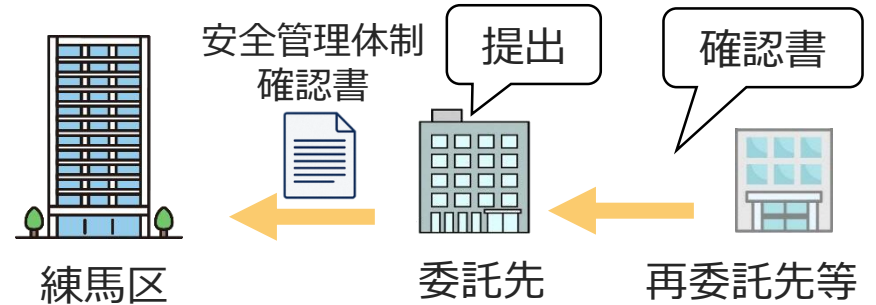 安全管理体制
確認書
提出
確認書
練馬区
委託先
再委託先等